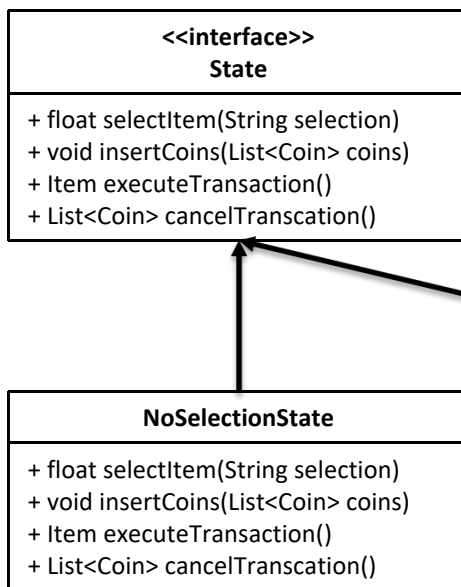 <<interface>>
State
+ float selectItem(String selection)
+ void insertCoins(List<Coin> coins)
+ Item executeTransaction()
+ List<Coin> cancelTranscation()
NoSelectionState
+ float selectItem(String selection)
+ void insertCoins(List<Coin> coins)
+ Item executeTransaction()
+ List<Coin> cancelTranscation()